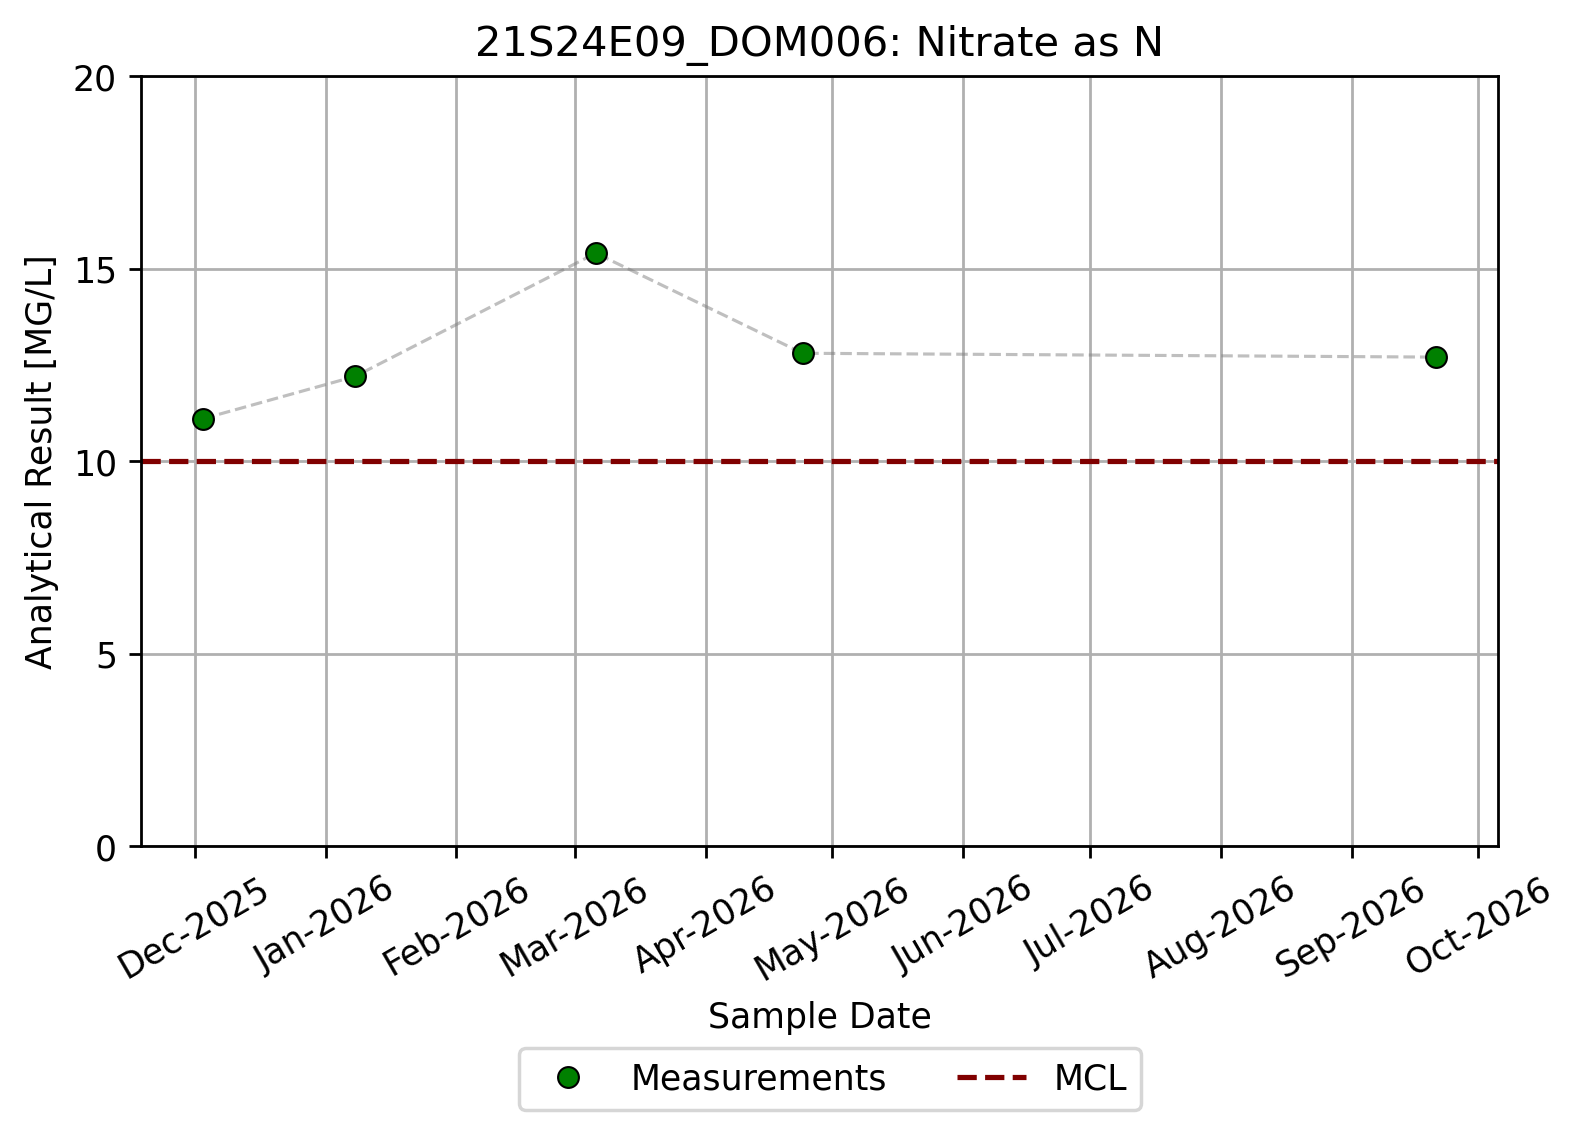 21S24E09_DOM006: Nitrate as N
Analytical Result [MG/L]
20
15
10
5
0
Dec-2025
Jan-2026
Feb-2026
Mar-2026
Apr-2026
May-2026
Jun-2026
Jul-2026
Aug-2026
Sep-2026
Oct-2026
Sample Date
Measurements
MCL